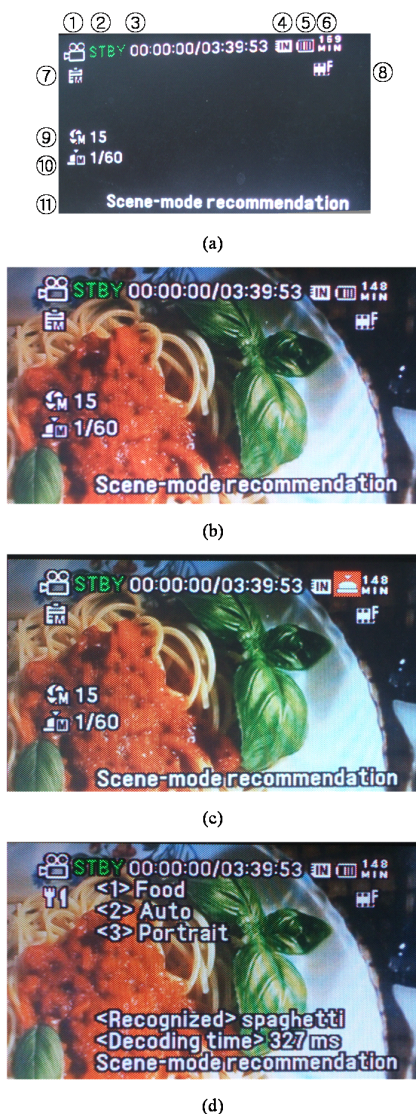 ① ② ③ ④ ⑤ ⑥
STBY 00:00:00/03:39:53 IN 159 MIN
⑦ M F ⑧
⑨ M 15
⑩ M 1/60
⑪ Scene-mode recommendation
(a)
STBY 00:00:00/03:39:53 IN 148 MIN
M F
M 15
M 1/60
Scene-mode recommendation
(b)
STBY 00:00:00/03:39:53 IN 148 MIN
M F
M 15
M 1/60
Scene-mode recommendation
(c)
STBY 00:00:00/03:39:53 IN 148 MIN
<1> Food F
<2> Auto
<3> Portrait
<Recognized> spaghetti
<Decoding time> 327 ms
Scene-mode recommendation
(d)